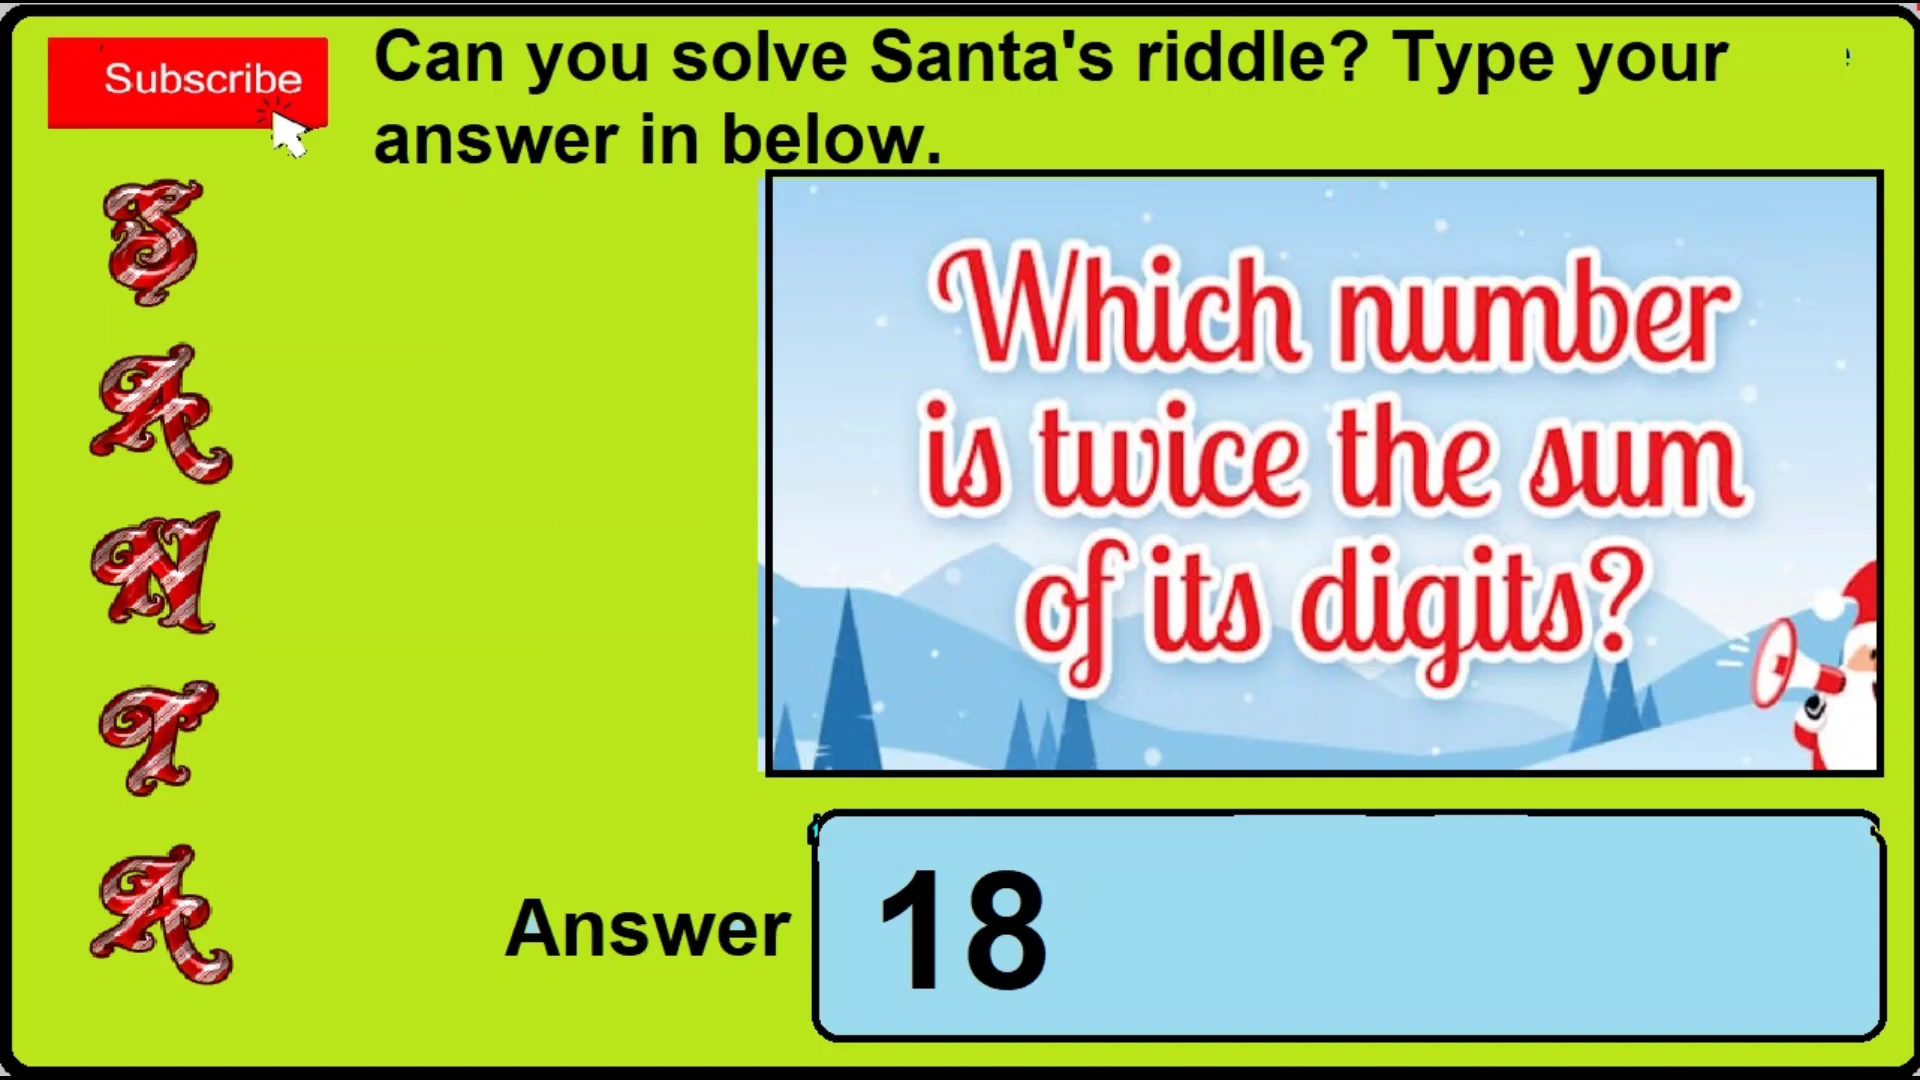 Subscribe
Can you solve Santa's riddle? Type your
answer in below.
S
A
N
T
A
Which number
is twice the sum
of its digits?
Answer
18